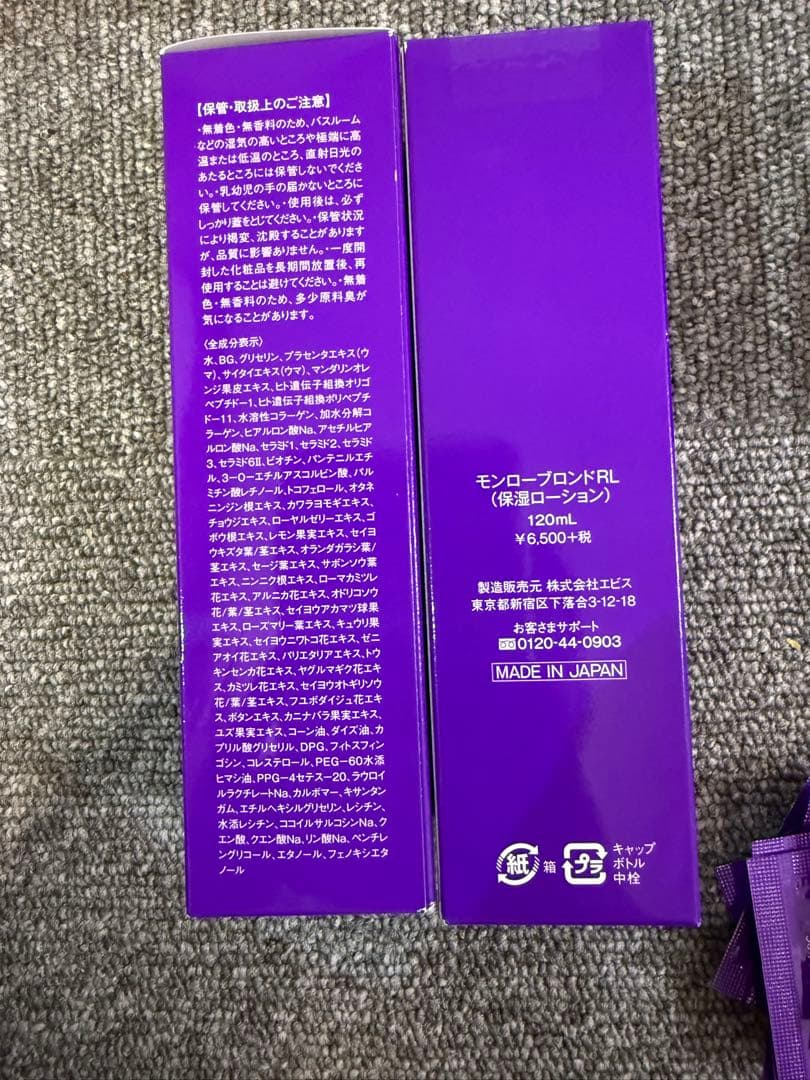 【保管・取扱上のご注意】
・無着色・無香料のため、バスルーム
などの湿気の高いところや極端に高
温または低温のところ、直射日光の
あたるところには保管しないでくださ
い。・乳幼児の手の届かないところに
保管してください。・使用後は、必ず
しっかり蓋をとじてください。・保管状況
により褐変、沈殿することがあります
が、品質に影響ありません。・一度開
封した化粧品を長期間放置後、再
使用することは避けてください。・無着
色・無香料のため、多少原料臭が
気になることがあります。
〈全成分表示〉
水、BG、グリセリン、プラセンタエキス(ウ
マ)、サイタイエキス(ウマ)、マンダリンオレ
ンジ果皮エキス、ヒト遺伝子組換オリゴ
ペプチド-1、ヒト遺伝子組換ポリペプチ
ド-11、水溶性コラーゲン、加水分解コ
ラーゲン、ヒアルロン酸Na、アセチルヒア
ルロン酸Na、セラミド1、セラミド2、セラミド
3、セラミド6Ⅱ、ビオチン、パンテニルエチ
ル、3-O-エチルアスコルビン酸、パル
ミチン酸レチノール、トコフェロール、オタネ
ニンジン根エキス、カワラヨモギエキス、
チョウジエキス、ローヤルゼリーエキス、ゴ
ボウ根エキス、レモン果実エキス、セイヨ
ウキズタ葉/茎エキス、オランダガラシ葉/
茎エキス、セージ葉エキス、サボンソウ葉
エキス、ニンニク根エキス、ローマカミツレ
花エキス、アルニカ花エキス、オドリコソウ
花/葉/茎エキス、セイヨウアカマツ球果
エキス、ローズマリー葉エキス、キュウリ果
実エキス、セイヨウニワトコ花エキス、ゼニ
アオイ花エキス、パリエタリアエキス、トウ
キンセンカ花エキス、ヤグルマギク花エキ
ス、カミツレ花エキス、セイヨウオトギリソウ
花/葉/茎エキス、フユボダイジュ花エキ
ス、ボタンエキス、カニナバラ果実エキス、
ユズ果実エキス、コーン油、ダイズ油、カ
プリル酸グリセリル、DPG、フィトスフィン
ゴシン、コレステロール、PEG-60水添
ヒマシ油、PPG-4セテス-20、ラウロイ
ルラクチレートNa、カルボマー、キサンタン
ガム、エチルヘキシルグリセリン、レシチン、
水添レシチン、ココイルサルコシンNa、ク
エン酸、クエン酸Na、リン酸Na、ペンチレ
ングリコール、エタノール、フェノキシエタ
ノール
モンローブロンドRL
(保湿ローション)
120mL
¥6,500+税
製造販売元 株式会社エビス
東京都新宿区下落合3-12-18
お客さまサポート
0120-44-0903
MADE IN JAPAN
紙 箱 プラ キャップ
ボトル
中栓